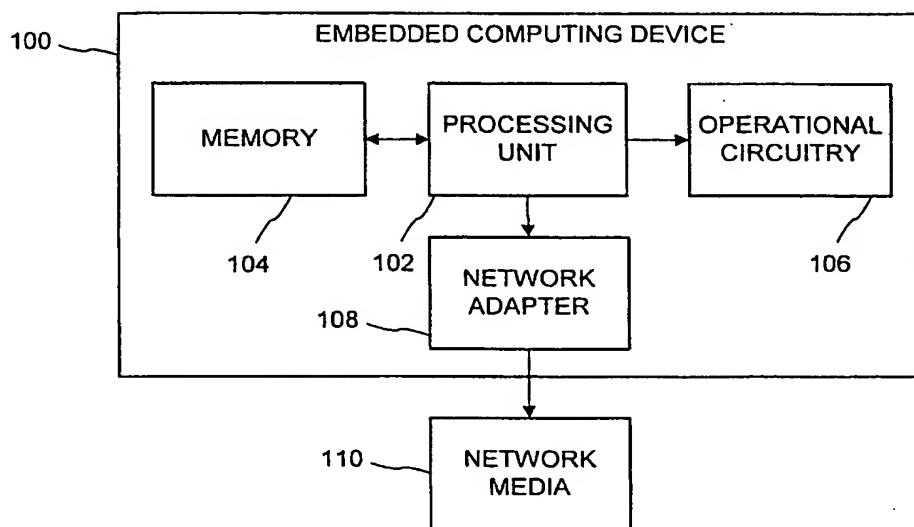 EMBEDDED COMPUTING DEVICE
100
MEMORY
PROCESSING
UNIT
OPERATIONAL
CIRCUITRY
104
102
106
NETWORK
ADAPTER
108
110
NETWORK
MEDIA